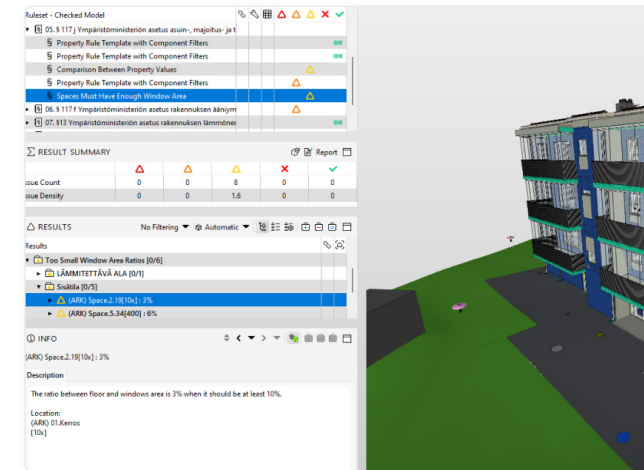 Ruleset - Checked Model
05. § 117 j Ympäristöministeriön asetus asuin-, majoitus- ja t
§ Property Rule Template with Component Filters OK
§ Property Rule Template with Component Filters OK
§ Comparison Between Property Values
§ Property Rule Template with Component Filters
§ Spaces Must Have Enough Window Area
06. § 117 f Ympäristöministeriön asetus rakennuksen ääniym
07. §13 Ympäristöministeriön asetus rakennuksen lämmöner OK
∑ RESULT SUMMARY Report
ssue Count 0 0 8 0 0
ssue Density 0 0 1.6 0 0
RESULTS No Filtering Automatic
Results
Too Small Window Area Ratios [0/6]
LÄMMITETTÄVÄ ALA [0/1]
Sisätila [0/5]
(ARK) Space.2.19[10x] : 3%
(ARK) Space.5.34[400] : 6%
INFO
(ARK) Space.2.19[10x] : 3%
Description
The ratio between floor and windows area is 3% when it should be at least 10%.
Location:
(ARK) 01.Kerros
[10x]